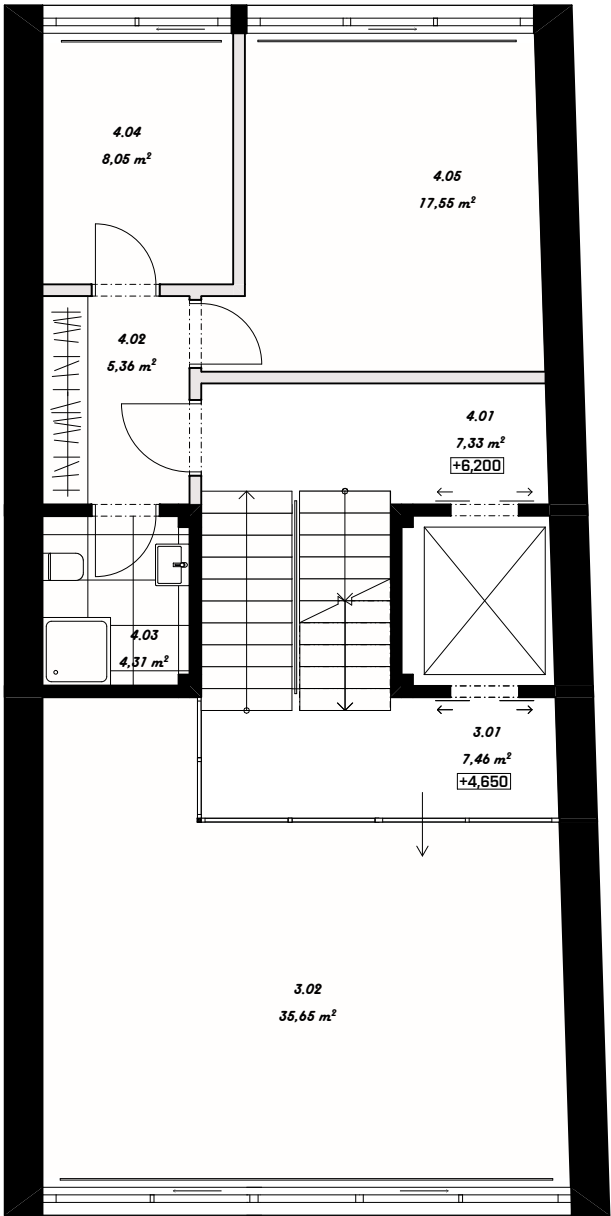 4.04
8,05 m²
4.05
17,55 m²
4.02
5,36 m²
4.01
7,33 m²
+6,200
4.03
4,31 m²
3.01
7,46 m²
+4,650
3.02
35,65 m²